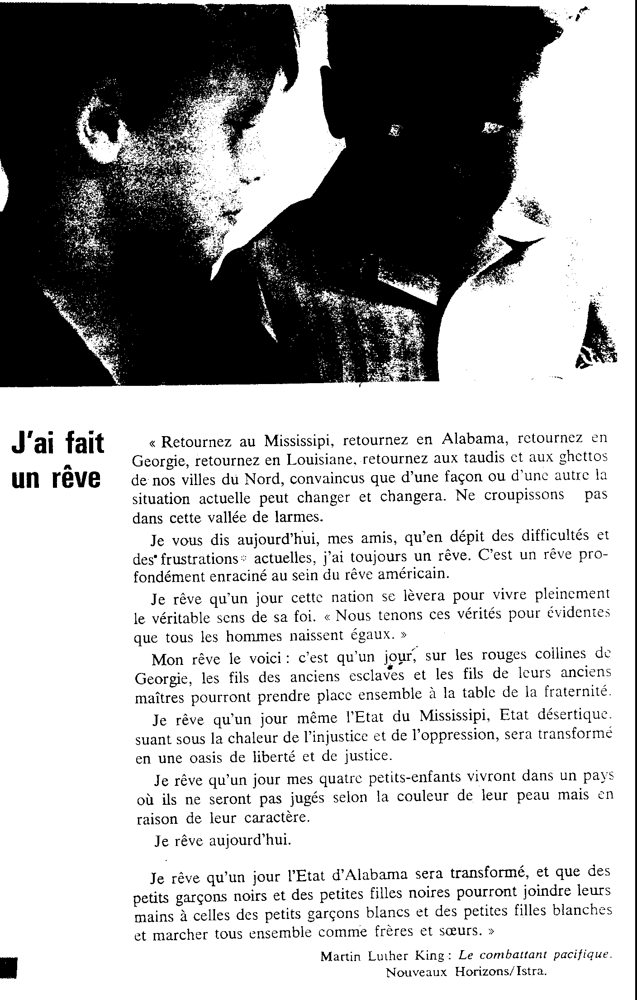 J'ai fait
un rêve
« Retournez au Mississipi, retournez en Alabama, retournez en
Georgie, retournez en Louisiane, retournez aux taudis et aux ghettos
de nos villes du Nord, convaincus que d'une façon ou d'une autre la
situation actuelle peut changer et changera. Ne croupissons pas
dans cette vallée de larmes.
Je vous dis aujourd'hui, mes amis, qu'en dépit des difficultés et
des frustrations* actuelles, j'ai toujours un rêve. C'est un rêve pro-
fondément enraciné au sein du rêve américain.
Je rêve qu'un jour cette nation se lèvera pour vivre pleinement
le véritable sens de sa foi. « Nous tenons ces vérités pour évidentes
que tous les hommes naissent égaux. »
Mon rêve le voici : c'est qu'un jour, sur les rouges collines de
Georgie, les fils des anciens esclaves et les fils de leurs anciens
maîtres pourront prendre place ensemble à la table de la fraternité.
Je rêve qu'un jour même l'Etat du Mississipi, Etat désertique.
suant sous la chaleur de l'injustice et de l'oppression, sera transformé
en une oasis de liberté et de justice.
Je rêve qu'un jour mes quatre petits-enfants vivront dans un pays
où ils ne seront pas jugés selon la couleur de leur peau mais en
raison de leur caractère.
Je rêve aujourd'hui.
Je rêve qu'un jour l'Etat d'Alabama sera transformé, et que des
petits garçons noirs et des petites filles noires pourront joindre leurs
mains à celles des petits garçons blancs et des petites filles blanches
et marcher tous ensemble comme frères et sœurs. »
Martin Luther King : Le combattant pacifique.
Nouveaux Horizons/Istra.